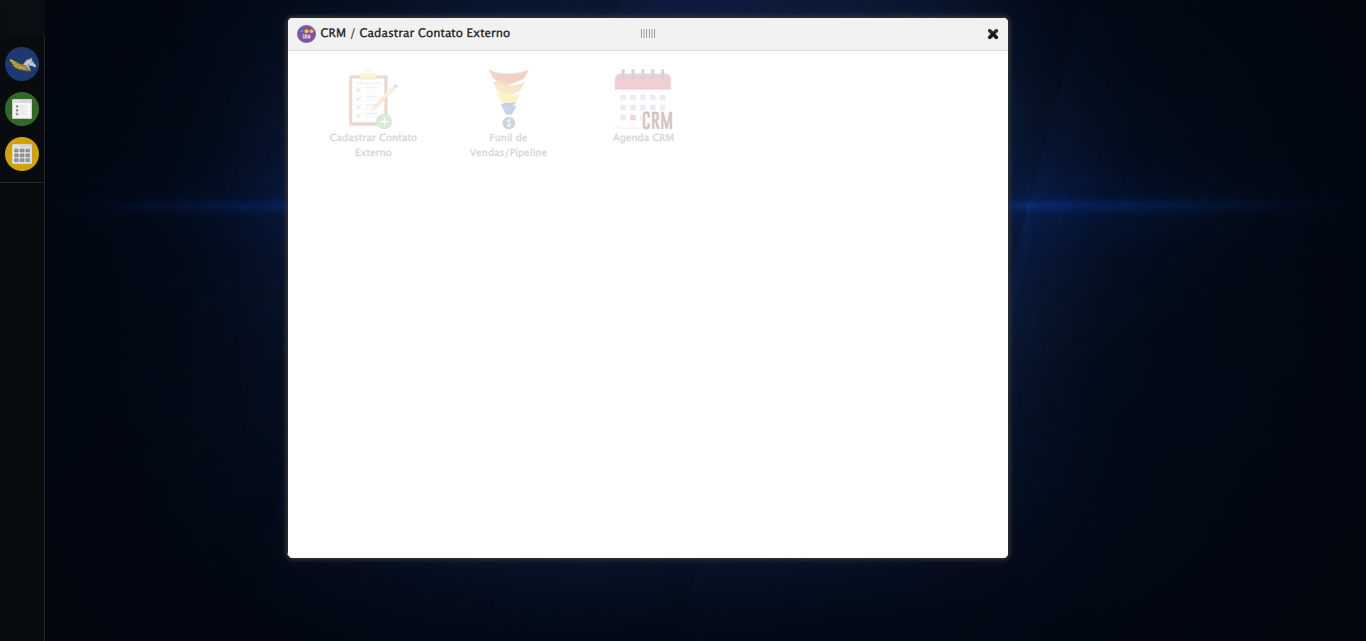 CRM / Cadastrar Contato Externo
Cadastrar Contato
Externo
Funil de
Vendas/Pipeline
$
CRM
Agenda CRM